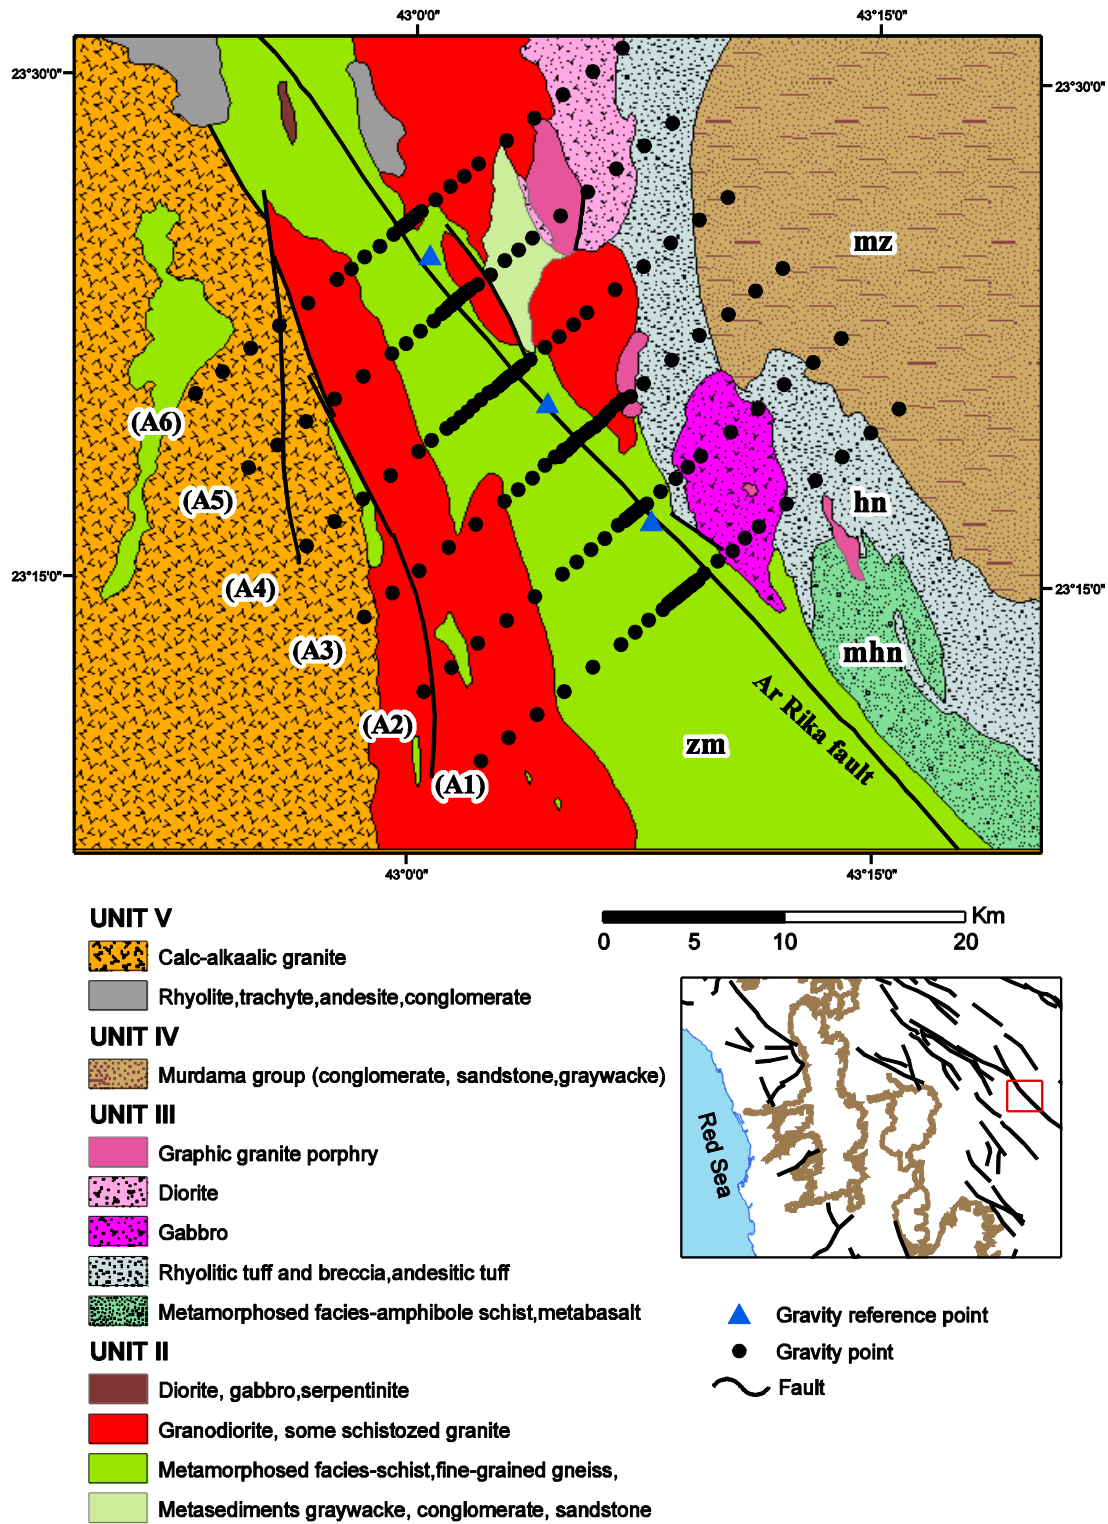 43°0'0"
43°15'0"
23°30'0"
23°30'0"
mz
(A6)
(A5)
hn
23°15'0"
23°15'0"
(A4)
(A3)
mhn
(A2)
zm
Ar Rika fault
(A1)
43°0'0"
43°15'0"
UNIT V
Calc-alkaalic granite
Rhyolite,trachyte,andesite,conglomerate
UNIT IV
Murdama group (conglomerate, sandstone,graywacke)
UNIT III
Graphic granite porphry
Diorite
Gabbro
Rhyolitic tuff and breccia,andesitic tuff
Metamorphosed facies-amphibole schist,metabasalt
UNIT II
Diorite, gabbro,serpentinite
Granodiorite, some schistozed granite
Metamorphosed facies-schist,fine-grained gneiss,
Metasediments graywacke, conglomerate, sandstone
Km
0 5 10 20
Red Sea
Gravity reference point
Gravity point
Fault